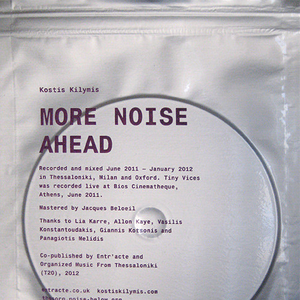 Kostis Kilymis
MORE NOISE
AHEAD
Recorded and mixed June 2011 – January 2012
in Thessaloniki, Milan and Oxford. Tiny Vices
was recorded live at Bios Cinematheque,
Athens, June 2011.
Mastered by Jacques Beloeil
Thanks to Lia Karre, Allon Kaye, Vasilis
Konstantoudakis, Giannis Kotsonis and
Panagiotis Melidis
Co-published by Entr'acte and
Organized Music From Thessaloniki
(T20), 2012
entracte.co.uk kostiskilymis.com